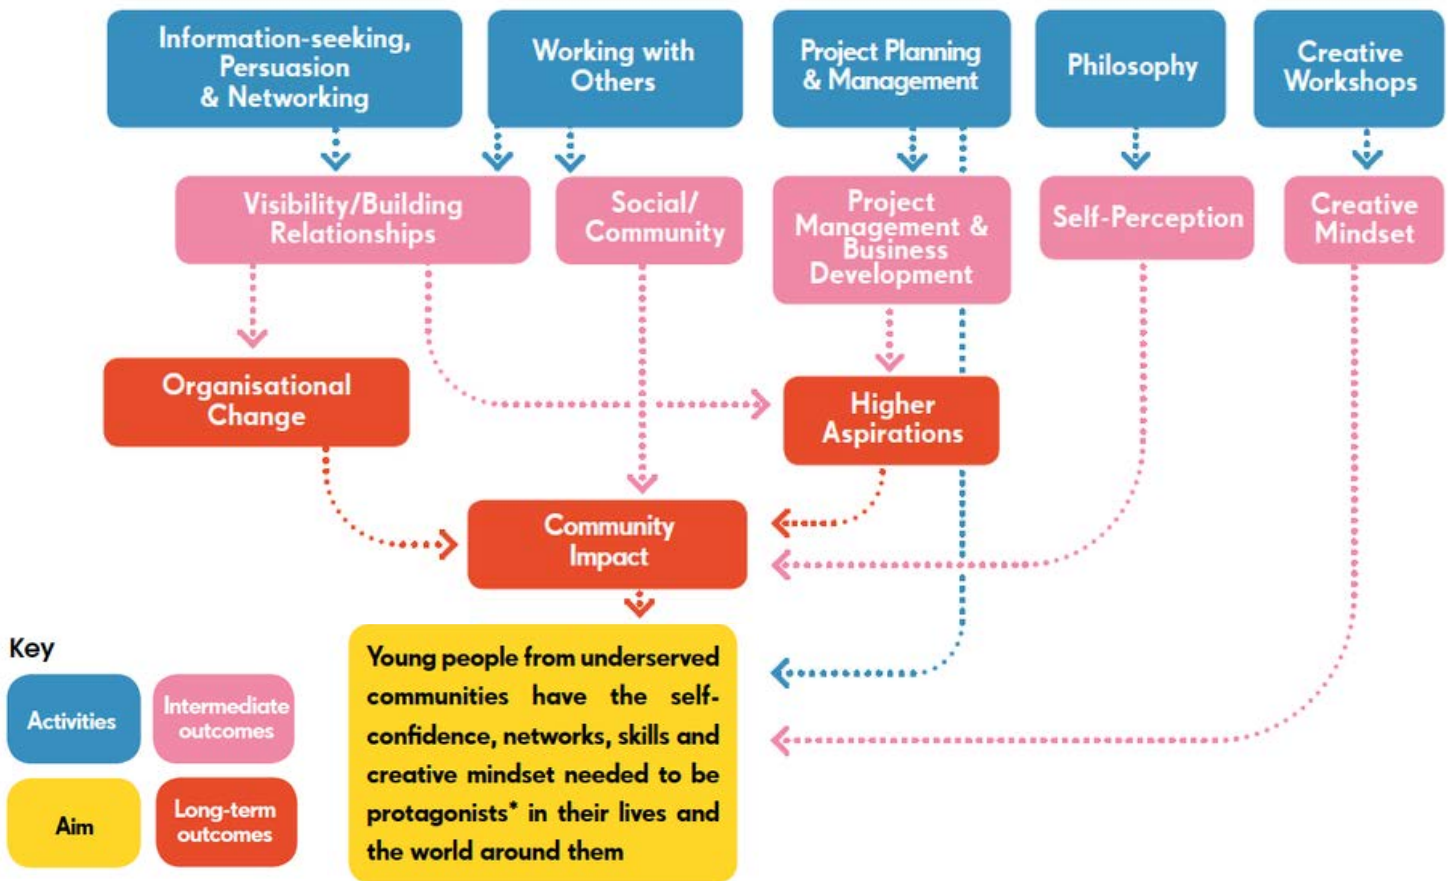 Information-seeking,
Persuasion
& Networking
Working with
Others
Project Planning
& Management
Philosophy
Creative
Workshops
Visibility/Building
Relationships
Social/
Community
Project
Management &
Business
Development
Self-Perception
Creative
Mindset
Organisational
Change
Higher
Aspirations
Community
Impact
Young people from underserved
communities have the self-
confidence, networks, skills and
creative mindset needed to be
protagonists* in their lives and
the world around them
Key
Activities
Intermediate
outcomes
Aim
Long-term
outcomes